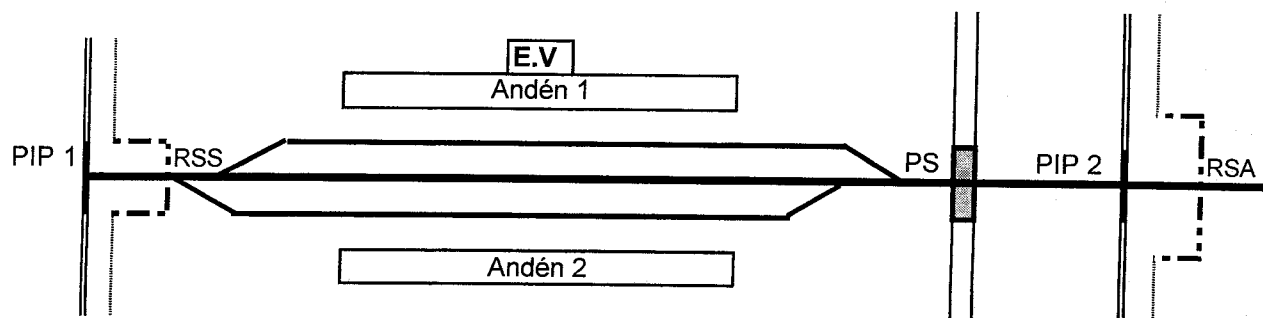 E.V
Andén 1
PIP 1
RSS
PS
PIP 2
RSA
Andén 2